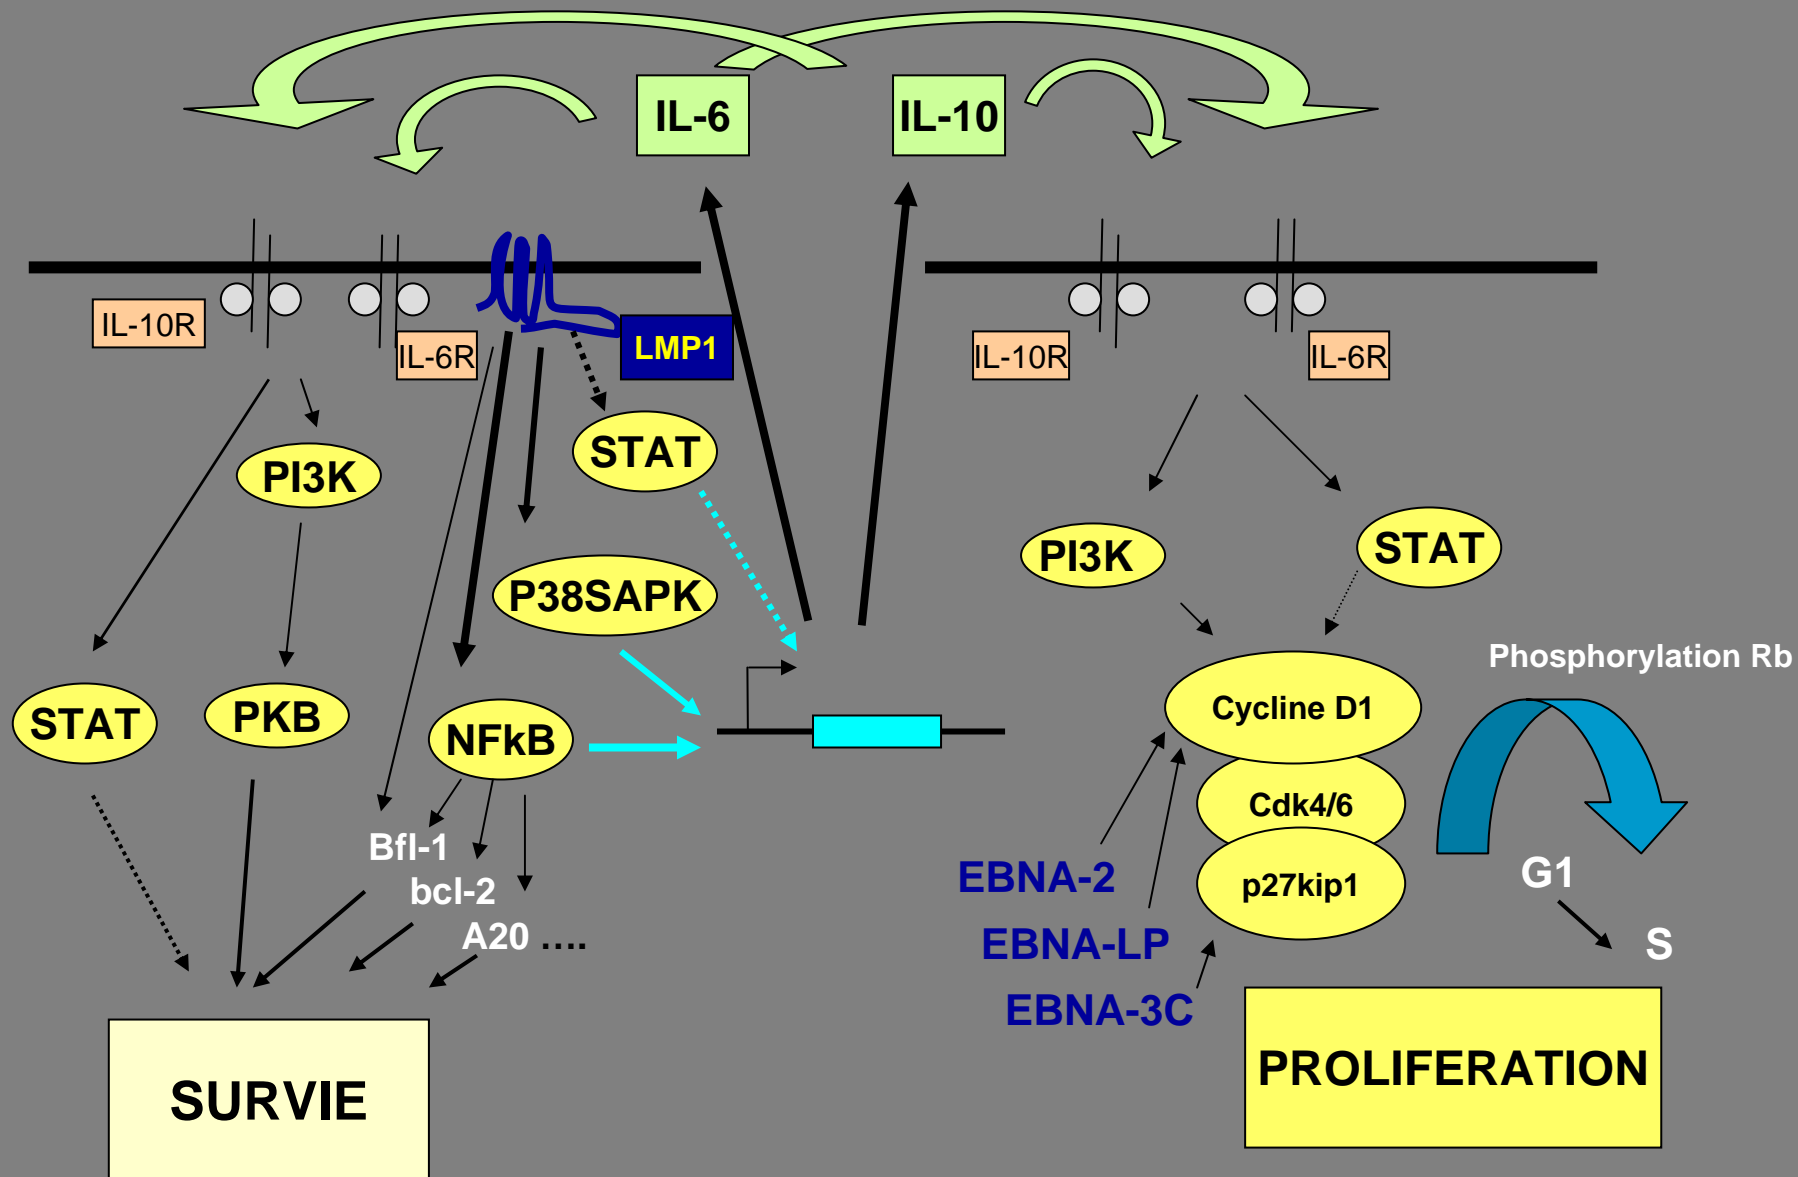 IL-6
IL-10
IL-10R
IL-6R
LMP1
IL-10R
IL-6R
STAT
PI3K
P38SAPK
PI3K
STAT
STAT
PKB
NFkB
Cycline D1
Phosphorylation Rb
Cdk4/6
p27kip1
Bfl-1
bcl-2
A20 ....
EBNA-2
EBNA-LP
EBNA-3C
G1
S
SURVIE
PROLIFERATION